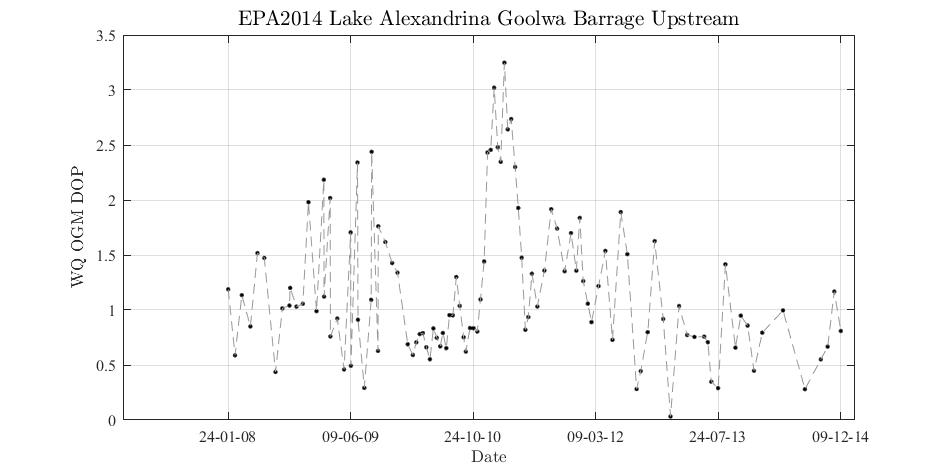 EPA2014 Lake Alexandrina Goolwa Barrage Upstream
3.5
3
2.5
2
1.5
1
0.5
0
WQ OGM DOP
24-01-08 09-06-09 24-10-10 09-03-12 24-07-13 09-12-14
Date